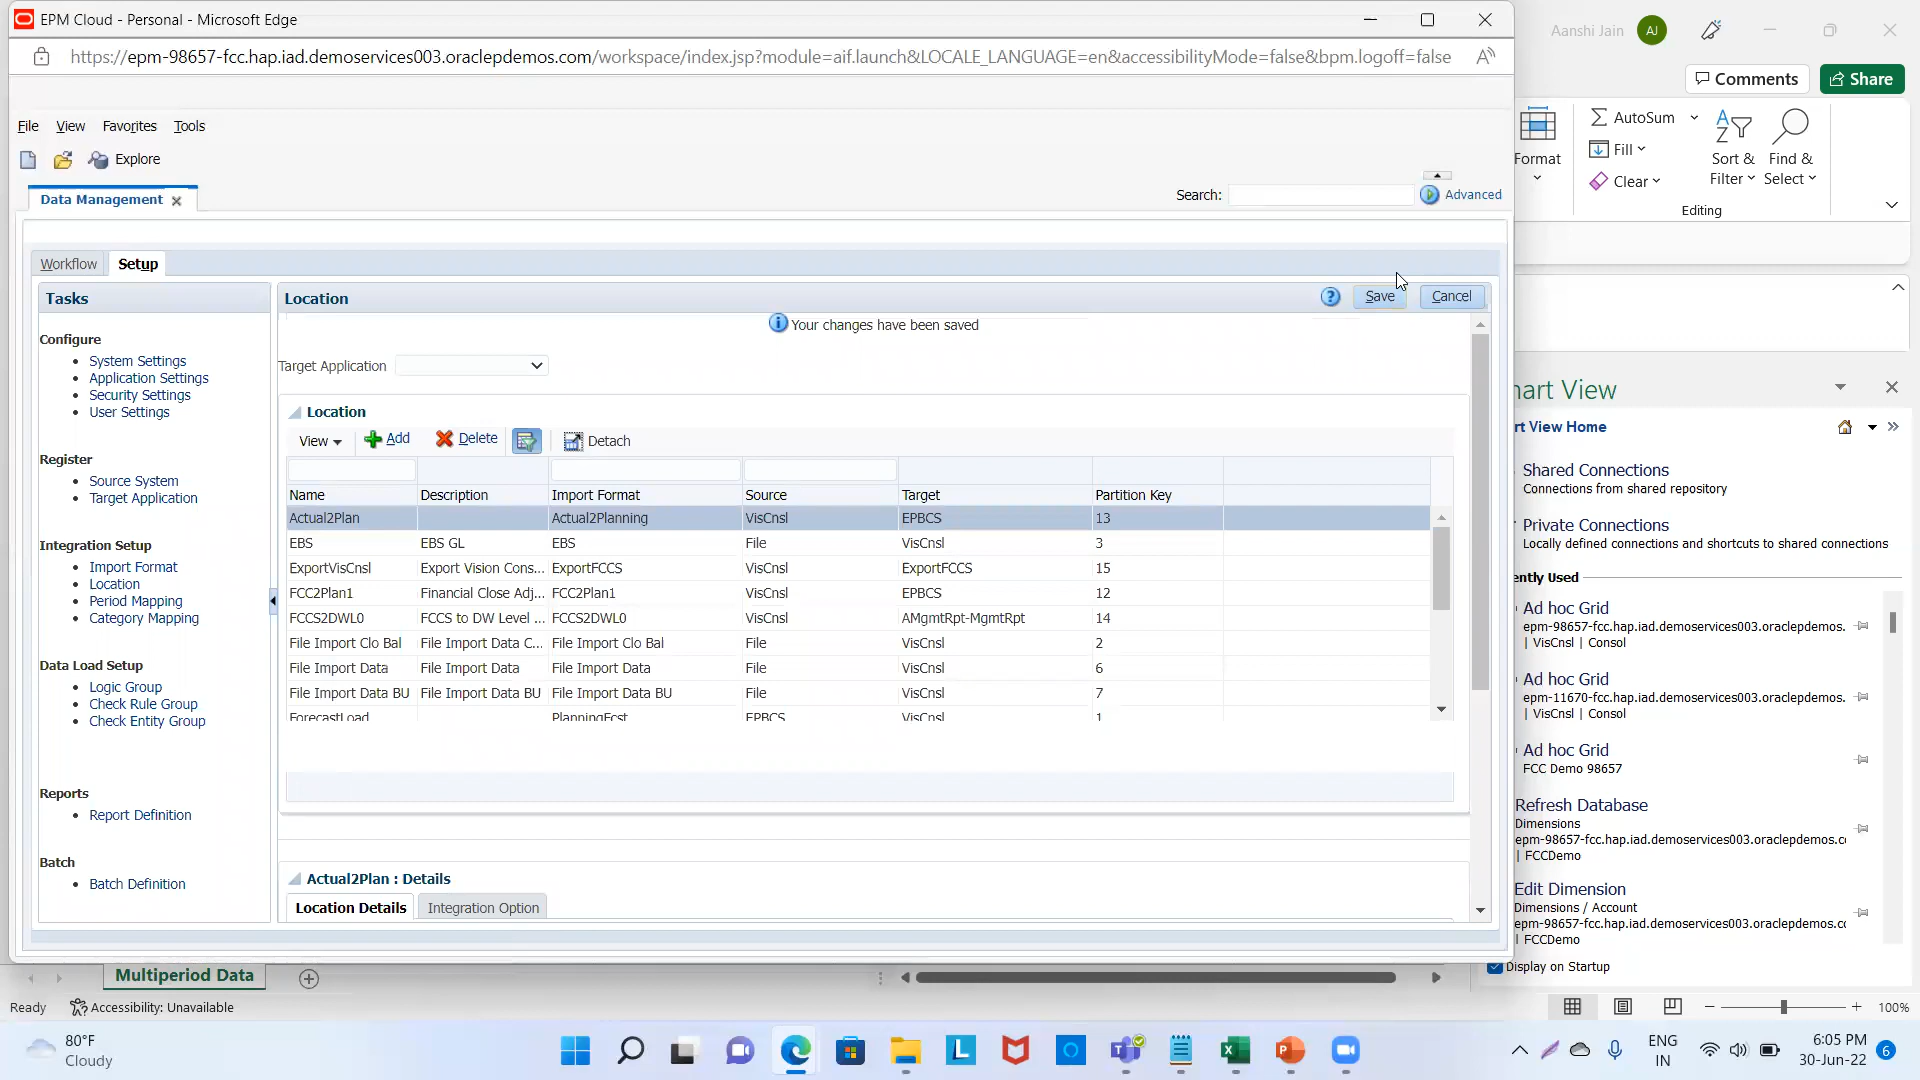 EPM Cloud - Personal - Microsoft Edge
https://epm-98657-fcc.hap.iad.demoservices003.oraclepdemos.com/workspace/index.jsp?module=aif.launch&LOCALE_LANGUAGE=en&accessibilityMode=false&bpm.logoff=false
File View Favorites Tools
Explore
Data Management
Search: Advanced
Workflow Setup
Tasks
Configure
System Settings
Application Settings
Security Settings
User Settings
Register
Source System
Target Application
Integration Setup
Import Format
Location
Period Mapping
Category Mapping
Data Load Setup
Logic Group
Check Rule Group
Check Entity Group
Reports
Report Definition
Batch
Batch Definition
Location Save Cancel
Your changes have been saved
Target Application
Location
View Add Delete Detach
Name Description Import Format Source Target Partition Key
Actual2Plan Actual2Planning VisCnsl EPBCS 13
EBS EBS GL EBS File VisCnsl 3
ExportVisCnsl Export Vision Cons... ExportFCCS VisCnsl ExportFCCS 15
FCC2Plan1 Financial Close Adj... FCC2Plan1 VisCnsl EPBCS 12
FCCS2DWL0 FCCS to DW Level ... FCCS2DWL0 VisCnsl AMgmtRpt-MgmtRpt 14
File Import Clo Bal File Import Data C... File Import Clo Bal File VisCnsl 2
File Import Data File Import Data File Import Data File VisCnsl 6
File Import Data BU File Import Data BU File Import Data BU File VisCnsl 7
ForecastLoad PlanningFcst EPBCS VisCnsl 1
Actual2Plan : Details
Location Details Integration Option
Aanshi Jain AJ
Comments Share
Format
AutoSum
Fill
Clear
Sort & Filter
Find & Select
Editing
mart View
rt View Home
Shared Connections
Connections from shared repository
Private Connections
Locally defined connections and shortcuts to shared connections
ently Used
Ad hoc Grid
epm-98657-fcc.hap.iad.demoservices003.oraclepdemos.
| VisCnsl | Consol
Ad hoc Grid
epm-11670-fcc.hap.iad.demoservices003.oraclepdemos.
| VisCnsl | Consol
Ad hoc Grid
FCC Demo 98657
Refresh Database
Dimensions
epm-98657-fcc.hap.iad.demoservices003.oraclepdemos.cc
| FCCDemo
Edit Dimension
Dimensions / Account
epm-98657-fcc.hap.iad.demoservices003.oraclepdemos.cc
| FCCDemo
Display on Startup
Multiperiod Data
Ready Accessibility: Unavailable
100%
80°F
Cloudy
ENG
IN
6:05 PM
30-Jun-22
6